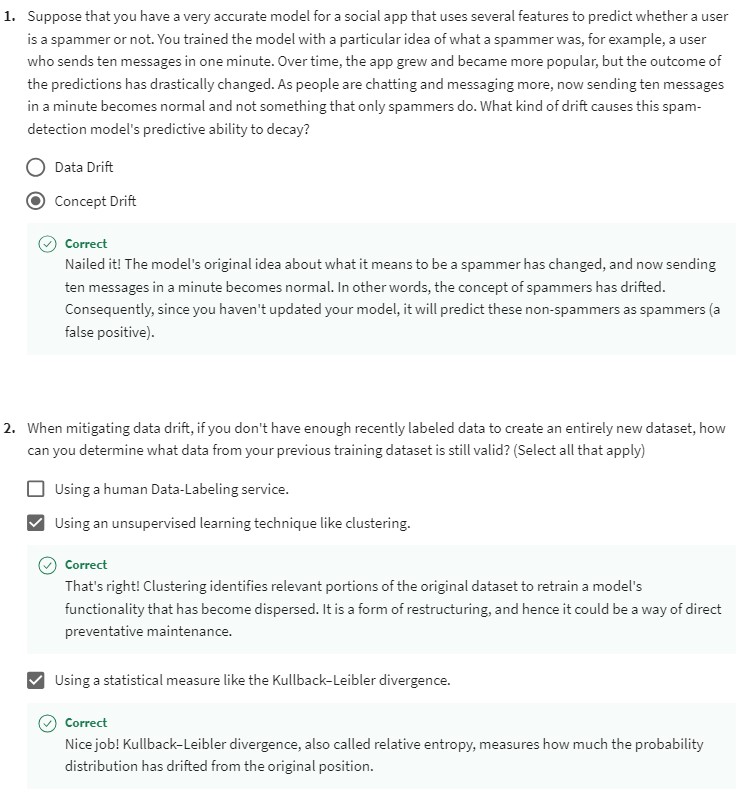 1. Suppose that you have a very accurate model for a social app that uses several features to predict whether a user
is a spammer or not. You trained the model with a particular idea of what a spammer was, for example, a user
who sends ten messages in one minute. Over time, the app grew and became more popular, but the outcome of
the predictions has drastically changed. As people are chatting and messaging more, now sending ten messages
in a minute becomes normal and not something that only spammers do. What kind of drift causes this spam-
detection model's predictive ability to decay?
Data Drift
Concept Drift
Correct
Nailed it! The model's original idea about what it means to be a spammer has changed, and now sending
ten messages in a minute becomes normal. In other words, the concept of spammers has drifted.
Consequently, since you haven't updated your model, it will predict these non-spammers as spammers (a
false positive).
2. When mitigating data drift, if you don't have enough recently labeled data to create an entirely new dataset, how
can you determine what data from your previous training dataset is still valid? (Select all that apply)
Using a human Data-Labeling service.
Using an unsupervised learning technique like clustering.
Correct
That's right! Clustering identifies relevant portions of the original dataset to retrain a model's
functionality that has become dispersed. It is a form of restructuring, and hence it could be a way of direct
preventative maintenance.
Using a statistical measure like the Kullback–Leibler divergence.
Correct
Nice job! Kullback–Leibler divergence, also called relative entropy, measures how much the probability
distribution has drifted from the original position.